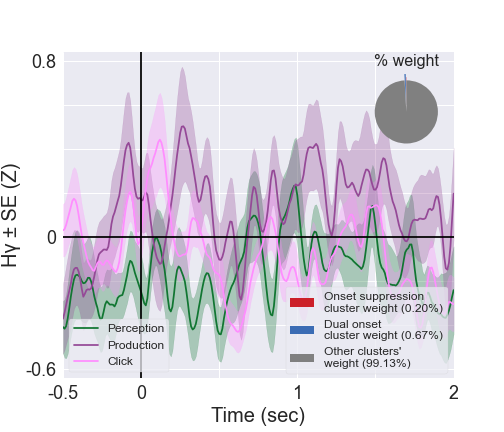 % weight
0.8
0
-0.6
Hγ ± SE (Z)
Perception
Production
Click
Onset suppression
cluster weight (0.20%)
Dual onset
cluster weight (0.67%)
Other clusters'
weight (99.13%)
-0.5
0
1
2
Time (sec)